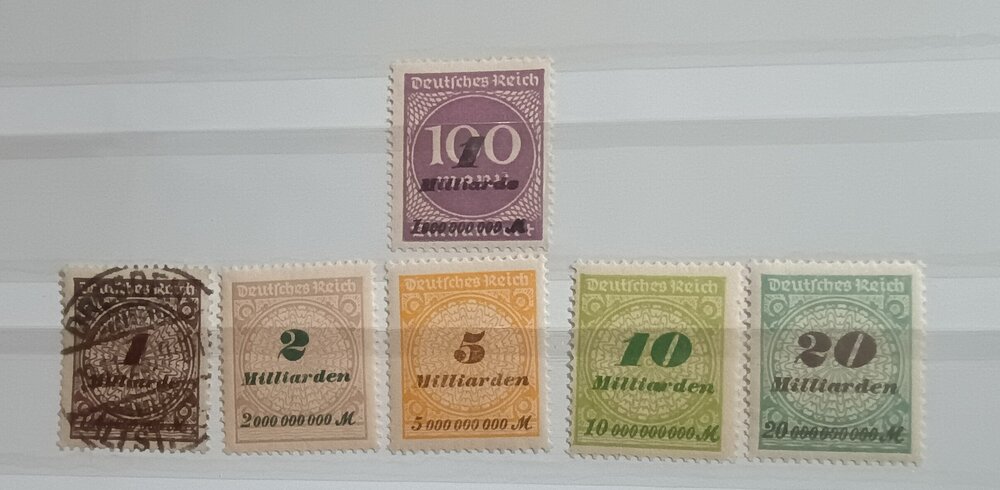 Deutsches Reich
100
1
Milliarde
1000 000 000 M
Deutsches Reich
1
Milliarden
Deutsches Reich
2
Milliarden
2 000 000 000 M
Deutsches Reich
5
Milliarden
5 000 000 000 M
Deutsches Reich
10
Milliarden
10 000 000 000 M
Deutsches Reich
20
Milliarden
20 000 000 000 M